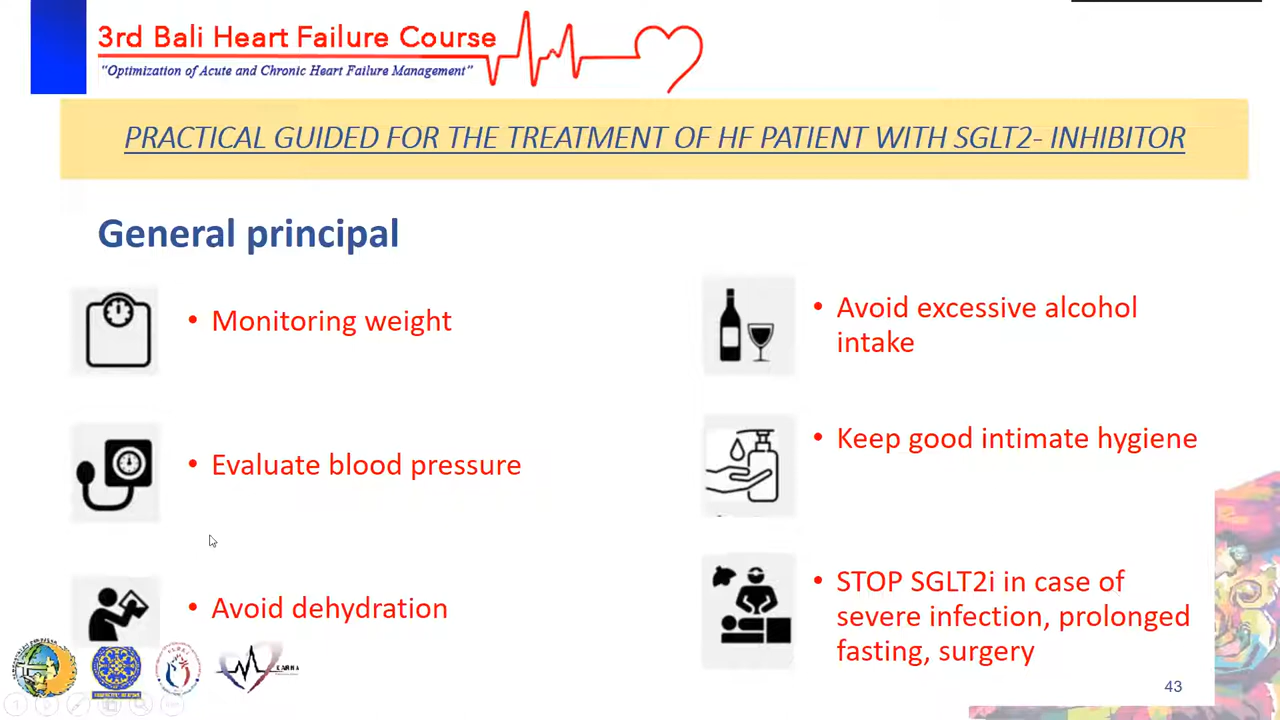 3rd Bali Heart Failure Course
“Optimization of Acute and Chronic Heart Failure Management”
PRACTICAL GUIDED FOR THE TREATMENT OF HF PATIENT WITH SGLT2- INHIBITOR
General principal
• Monitoring weight
• Evaluate blood pressure
• Avoid dehydration
• Avoid excessive alcohol
intake
• Keep good intimate hygiene
• STOP SGLT2i in case of
severe infection, prolonged
fasting, surgery
43